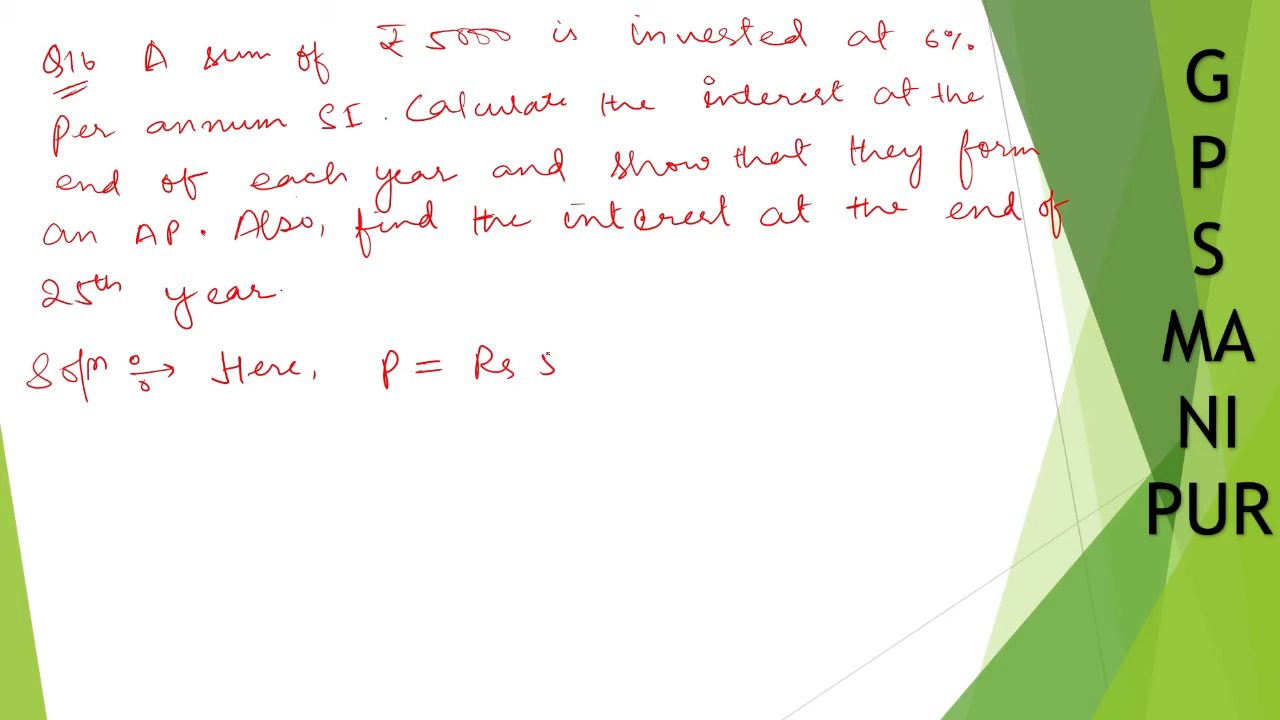 Q16 A sum of ₹ 5000 is invested at 6%
per annum SI. Calculate the interest at the
end of each year and show that they form
an AP. Also, find the interest at the end of
25th year.
Soln :→ Here, P = Rs 5
G
P
S
MA
NI
PUR